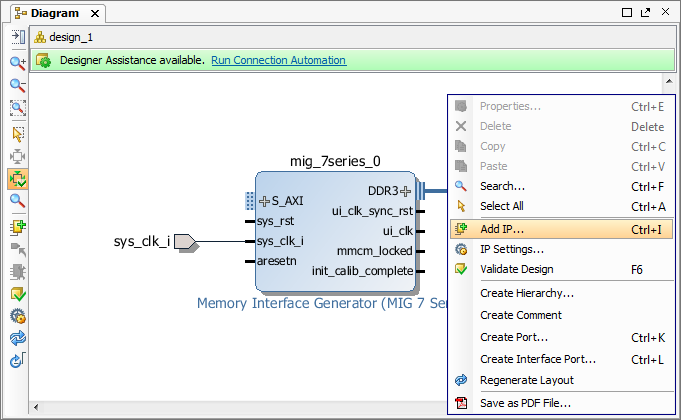 Diagram
design_1
Designer Assistance available. Run Connection Automation
mig_7series_0
S_AXI
sys_rst
sys_clk_i
aresetn
DDR3
ui_clk_sync_rst
ui_clk
mmcm_locked
init_calib_complete
sys_clk_i
Memory Interface Generator (MIG 7 Se
Properties... Ctrl+E
Delete Delete
Copy Ctrl+C
Paste Ctrl+V
Search... Ctrl+F
Select All Ctrl+A
Add IP... Ctrl+I
IP Settings...
Validate Design F6
Create Hierarchy...
Create Comment
Create Port... Ctrl+K
Create Interface Port... Ctrl+L
Regenerate Layout
Save as PDF File...